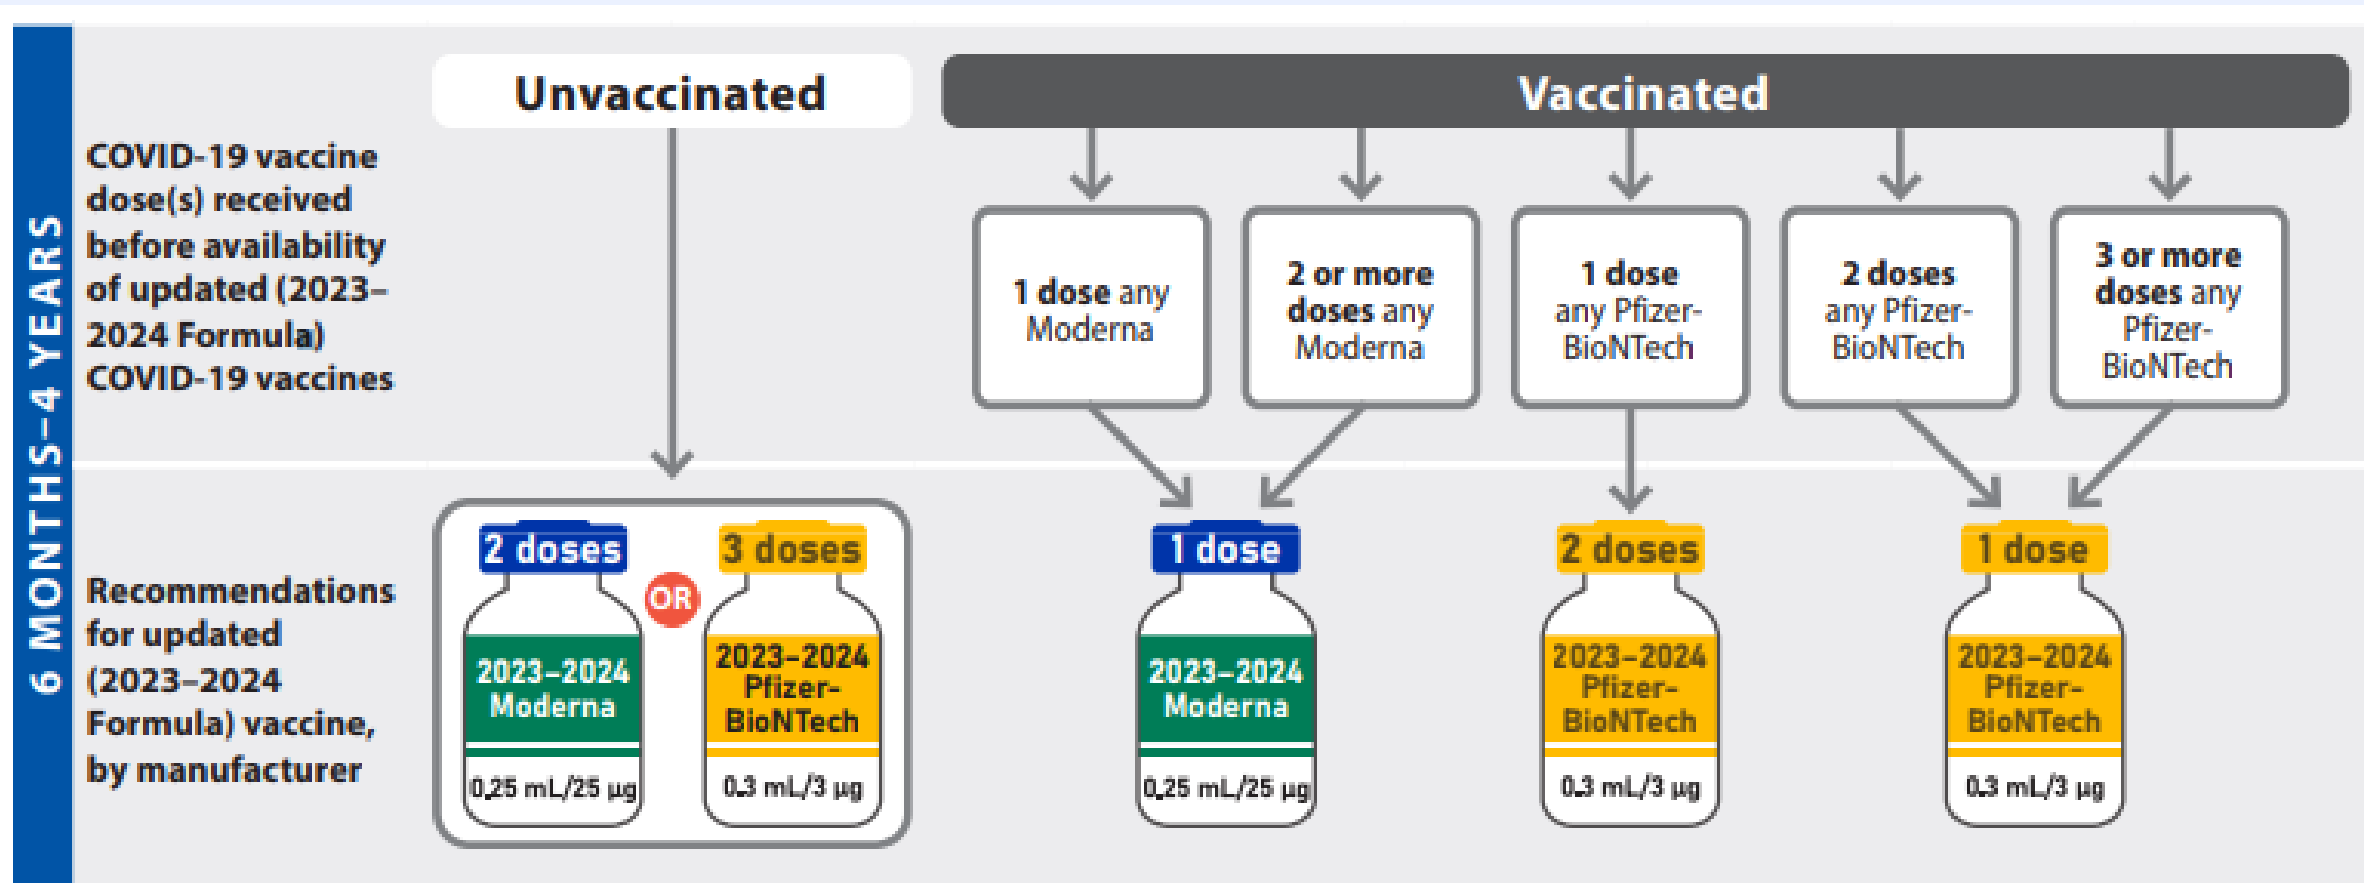 6 MONTHS–4 YEARS
Unvaccinated
Vaccinated
COVID-19 vaccine
dose(s) received
before availability
of updated (2023–
2024 Formula)
COVID-19 vaccines
1 dose any
Moderna
2 or more
doses any
Moderna
1 dose
any Pfizer-
BioNTech
2 doses
any Pfizer-
BioNTech
3 or more
doses any
Pfizer-
BioNTech
Recommendations
for updated
(2023–2024
Formula) vaccine,
by manufacturer
2 doses
2023–2024
Moderna
0.25 mL/25 µg
OR
3 doses
2023–2024
Pfizer-
BioNTech
0.3 mL/3 µg
1 dose
2023–2024
Moderna
0.25 mL/25 µg
2 doses
2023–2024
Pfizer-
BioNTech
0.3 mL/3 µg
1 dose
2023–2024
Pfizer-
BioNTech
0.3 mL/3 µg